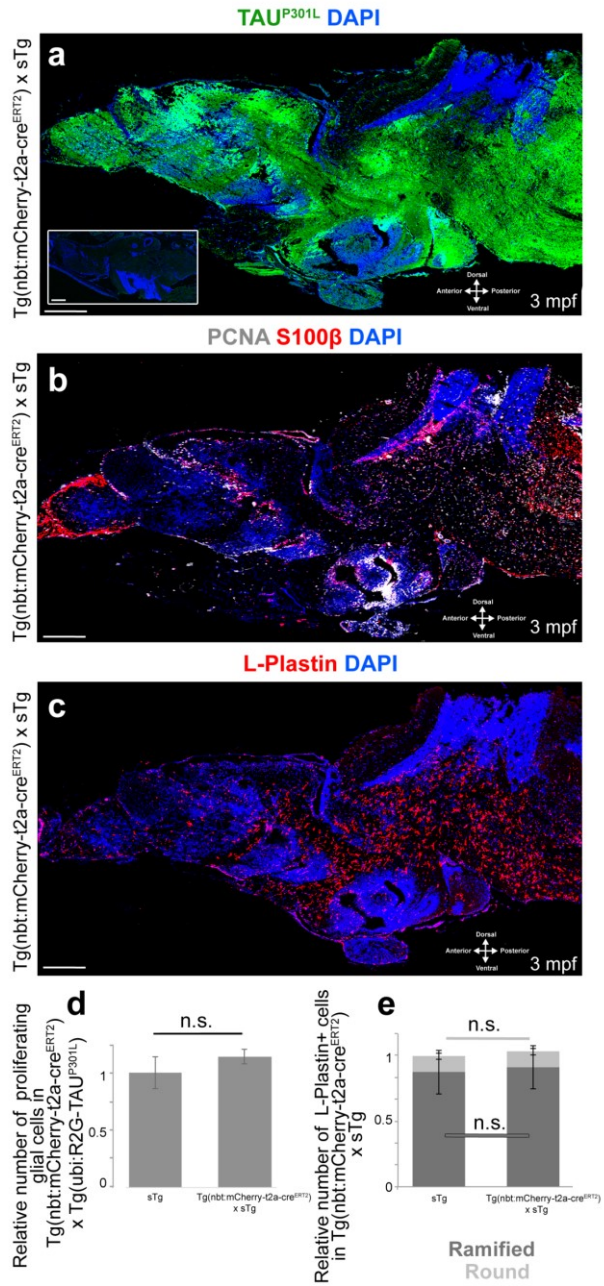 TAUP301L DAPI
a
Tg(nbt:mCherry-t2a-creERT2) x sTg
Dorsal
Anterior Posterior
Ventral
3 mpf
PCNA S100β DAPI
b
Tg(nbt:mCherry-t2a-creERT2) x sTg
Dorsal
Anterior Posterior
Ventral
3 mpf
L-Plastin DAPI
c
Tg(nbt:mCherry-t2a-creERT2) x sTg
Dorsal
Anterior Posterior
Ventral
3 mpf
d
n.s.
Relative number of proliferating
glial cells in
Tg(nbt:mCherry-t2a-creERT2)
x Tg(ubi:R2G-TAUP301L)
1
0.5
0
sTg
Tg(nbt:mCherry-t2a-creERT2)
x sTg
e
n.s.
n.s.
Relative number of L-Plastin+ cells
in Tg(nbt:mCherry-t2a-creERT2)
x sTg
1
0.5
0
sTg
Tg(nbt:mCherry-t2a-creERT2)
x sTg
Ramified
Round